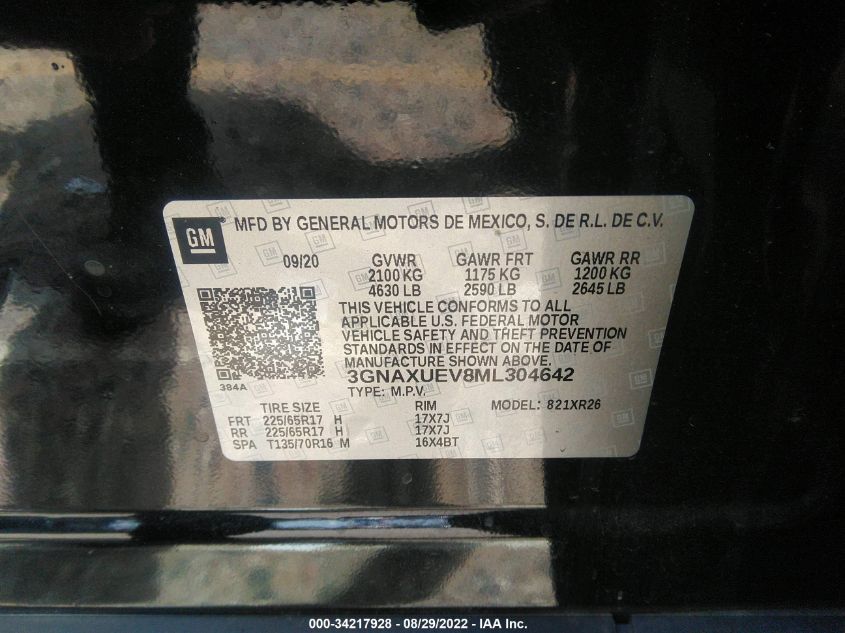 GM
MFD BY GENERAL MOTORS DE MEXICO, S. DE R.L. DE C.V.
09/20 GVWR GAWR FRT GAWR RR
2100 KG 1175 KG 1200 KG
4630 LB 2590 LB 2645 LB
THIS VEHICLE CONFORMS TO ALL
APPLICABLE U.S. FEDERAL MOTOR
VEHICLE SAFETY AND THEFT PREVENTION
STANDARDS IN EFFECT ON THE DATE OF
MANUFACTURE SHOWN ABOVE.
384A
3GNAXUEV8ML304642
TYPE: M.P.V.
TIRE SIZE RIM MODEL: 821XR26
FRT 225/65R17 H 17X7J
RR 225/65R17 H 17X7J
SPA T135/70R16 M 16X4BT
000-34217928 - 08/29/2022 - IAA Inc.